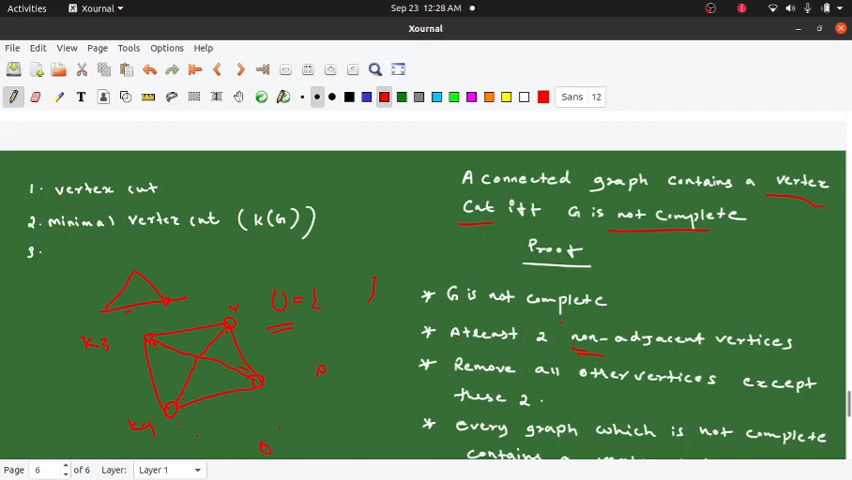 Activities
Xournal
Sep 23 12:28 AM
Xournal
File Edit View Page Tools Options Help
Sans 12
1. vertex cut
2. minimal vertex cut (K(G))
3.
K3
V
U = { }
K4
A connected graph contains a vertex
Cut iff G is not complete
Proof
* G is not complete
* Atleast 2 non-adjacent vertices
* Remove all other vertices except
these 2.
* Every graph which is not complete
contains a
Page 6 of 6 Layer: Layer 1